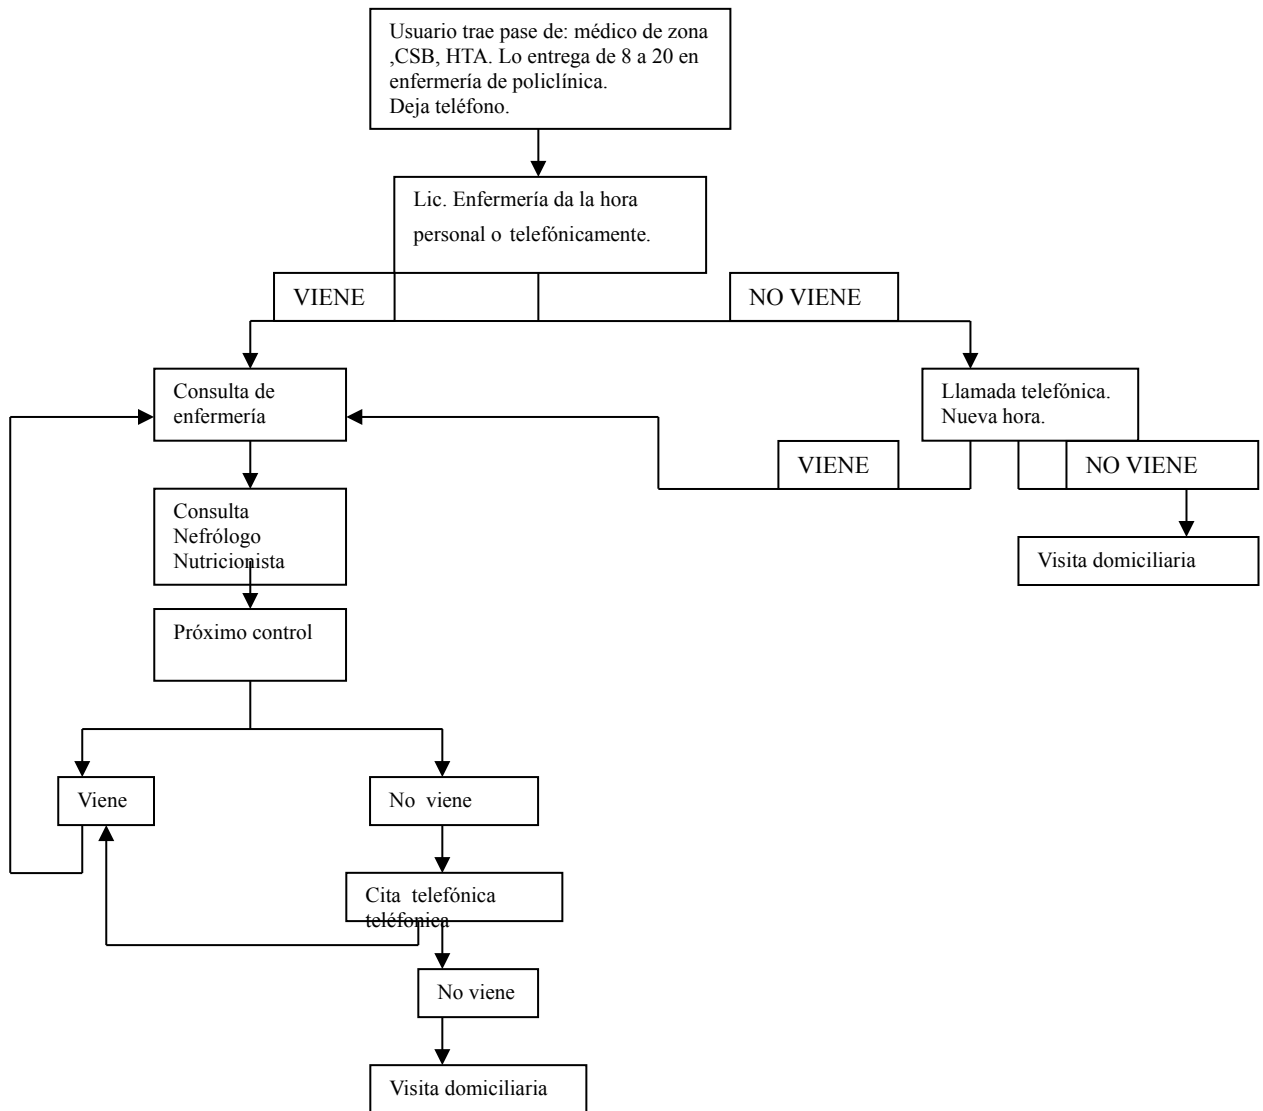 Usuario trae pase de: médico de zona
,CSB, HTA. Lo entrega de 8 a 20 en
enfermería de policlínica.
Deja teléfono.
Lic. Enfermería da la hora
personal o telefónicamente.
VIENE
NO VIENE
Consulta de
enfermería
Llamada telefónica.
Nueva hora.
VIENE
NO VIENE
Consulta
Nefrólogo
Nutricionista
Visita domiciliaria
Próximo control
Viene
No viene
Cita telefónica
teléfonica
No viene
Visita domiciliaria